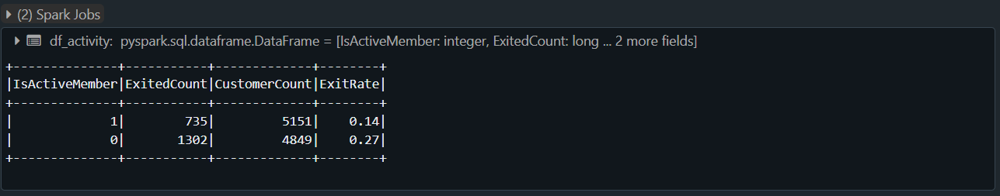 (2) Spark Jobs
df_activity: pyspark.sql.dataframe.DataFrame = [IsActiveMember: integer, ExitedCount: long ... 2 more fields]
+--------------+-----------+-------------+--------+
|IsActiveMember|ExitedCount|CustomerCount|ExitRate|
+--------------+-----------+-------------+--------+
|             1|        735|         5151|    0.14|
|             0|       1302|         4849|    0.27|
+--------------+-----------+-------------+--------+